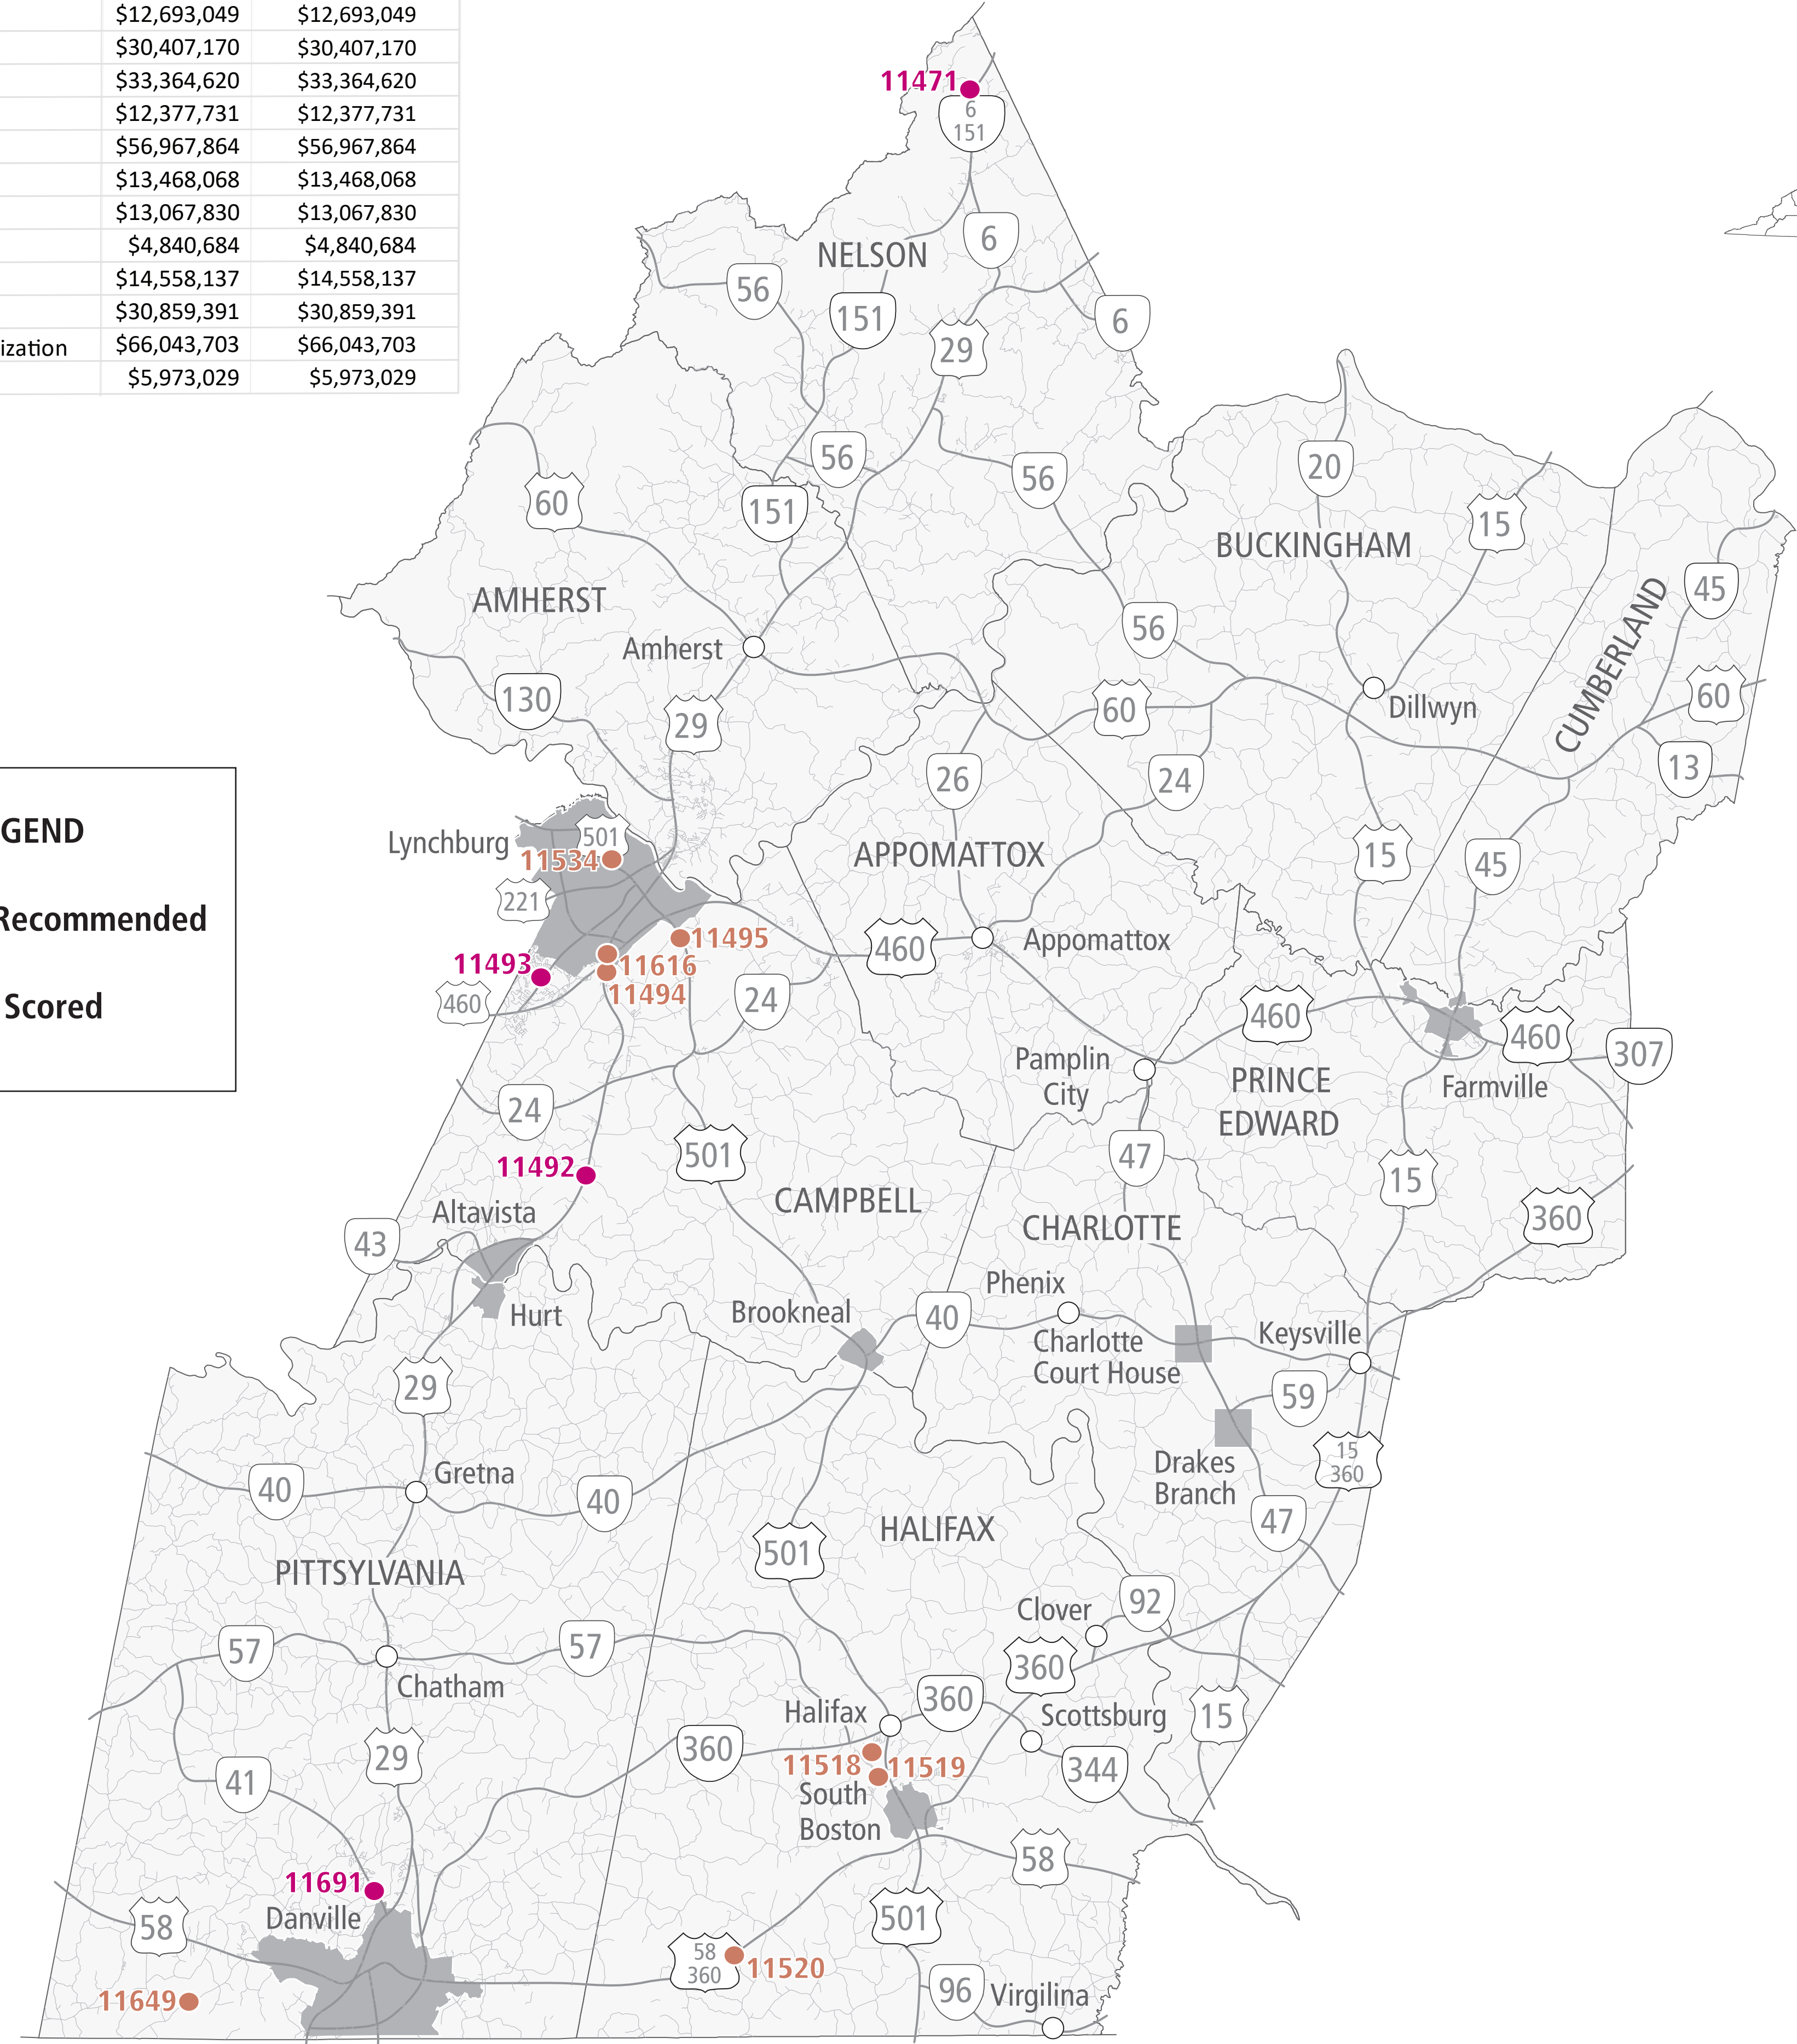 $12,693,049 $12,693,049
$30,407,170 $30,407,170
$33,364,620 $33,364,620
$12,377,731 $12,377,731
$56,967,864 $56,967,864
$13,468,068 $13,468,068
$13,067,830 $13,067,830
$4,840,684 $4,840,684
$14,558,137 $14,558,137
$30,859,391 $30,859,391
ization $66,043,703 $66,043,703
$5,973,029 $5,973,029
11471
6
151
6
NELSON
56
151
6
29
56
20
56
60
151
15
BUCKINGHAM
45
AMHERST
56
Amherst
CUMBERLAND
130
60
60
29
Dillwyn
13
26
24
GEND
501
Lynchburg
15
APPOMATTOX
45
11534
221
Recommended
11495
460
Appomattox
11493
11616
11494
460
24
Scored
460
460
307
Pamplin
City
PRINCE
EDWARD
Farmville
24
501
47
11492
15
CAMPBELL
Altavista
360
CHARLOTTE
43
Phenix
Hurt
Brookneal
40
Charlotte
Court House
Keysville
29
59
Drakes
Branch
15
360
Gretna
40
40
47
HALIFAX
501
PITTSYLVANIA
92
Clover
57
57
360
Chatham
360
Halifax
Scottsburg
15
29
360
11518
11519
344
41
South
Boston
58
11691
Danville
58
501
58
360
11520
96
Virgilina
11649